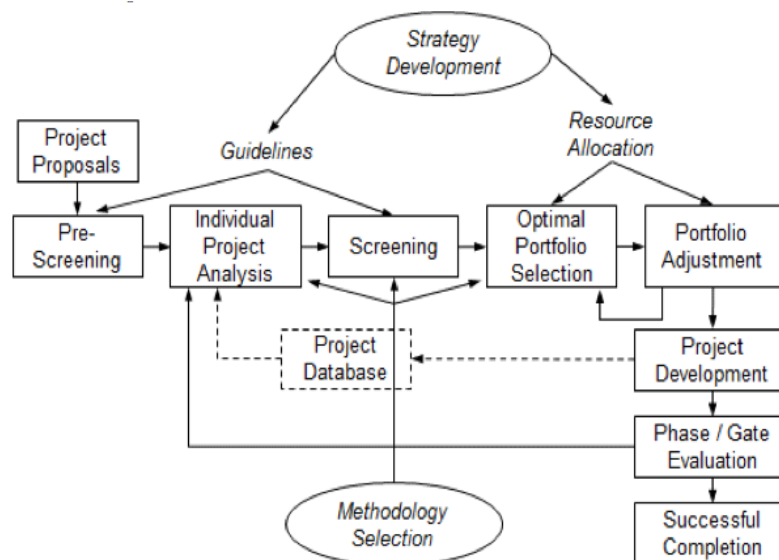 Strategy
Development
Project
Proposals
Guidelines
Resource
Allocation
Pre-
Screening
Individual
Project
Analysis
Screening
Optimal
Portfolio
Selection
Portfolio
Adjustment
Project
Database
Project
Development
Phase / Gate
Evaluation
Methodology
Selection
Successful
Completion